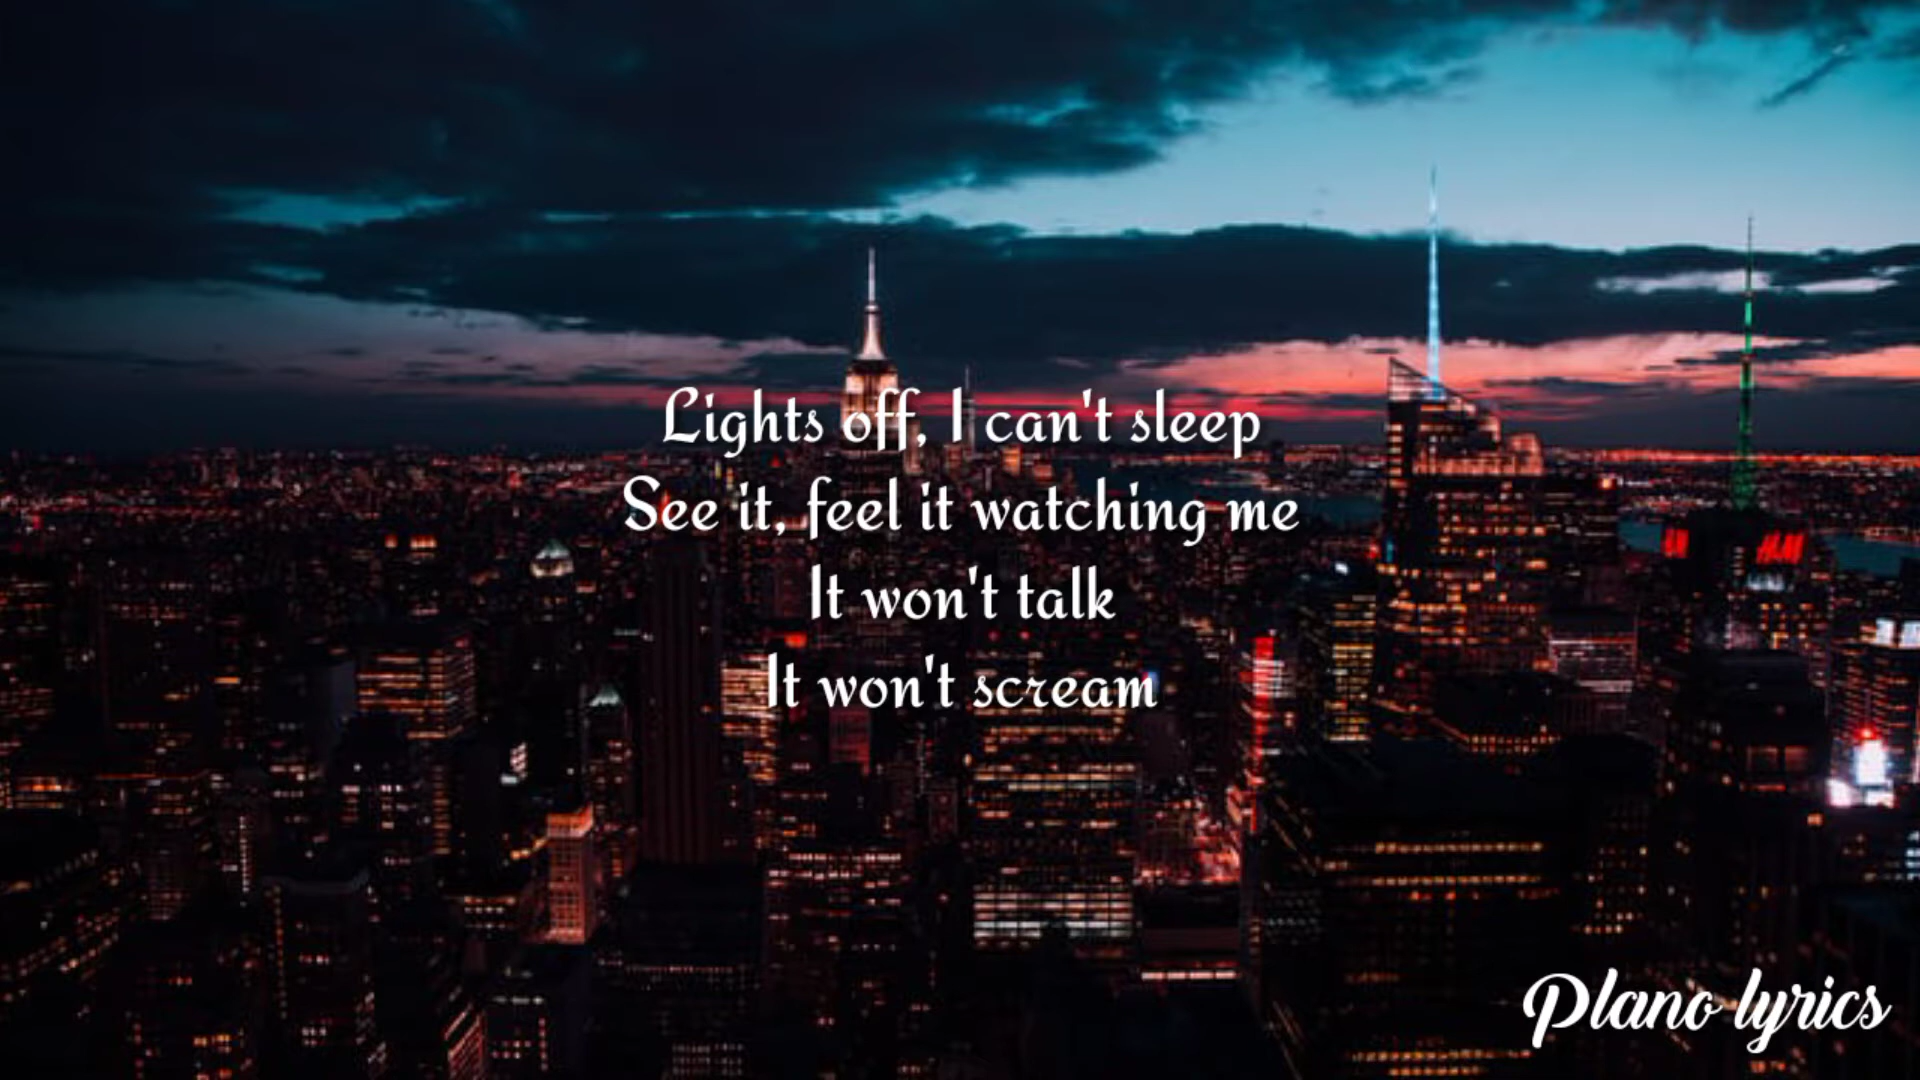 Lights off, I can't sleep
See it, feel it watching me
It won't talk
It won't scream
H&M
Plano lyrics